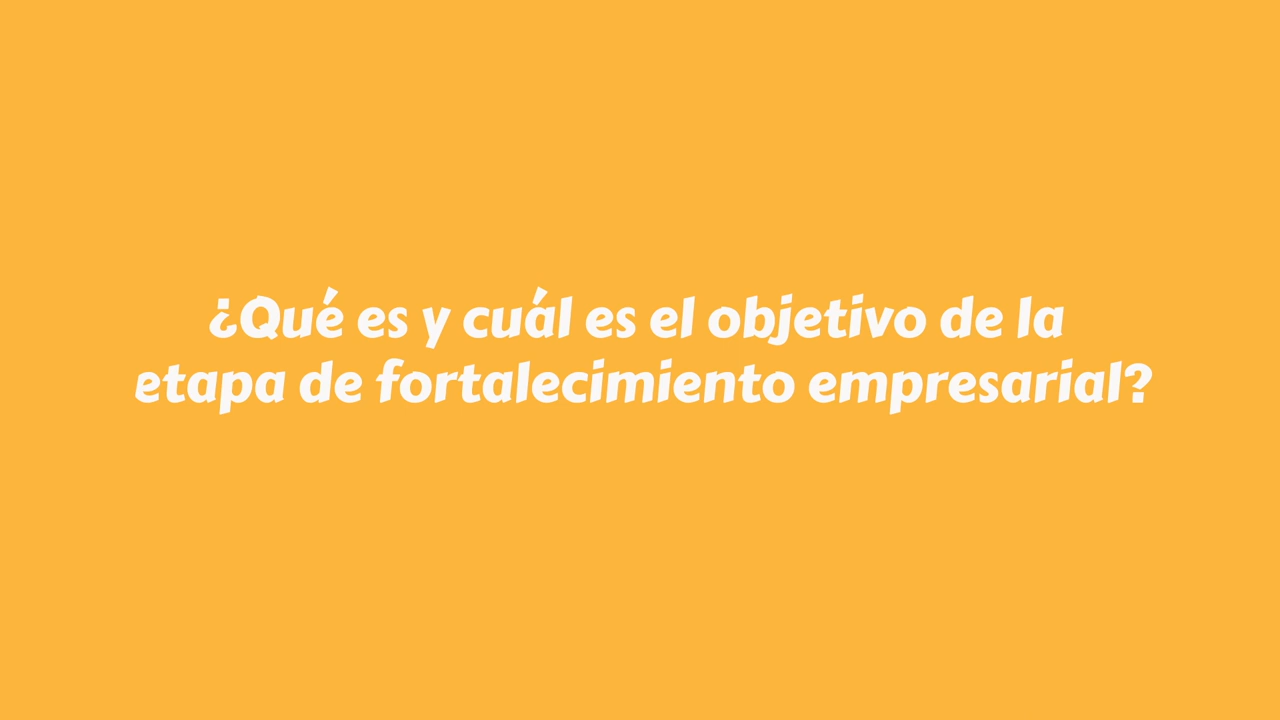 ¿Qué es y cuál es el objetivo de la
etapa de fortalecimiento empresarial?